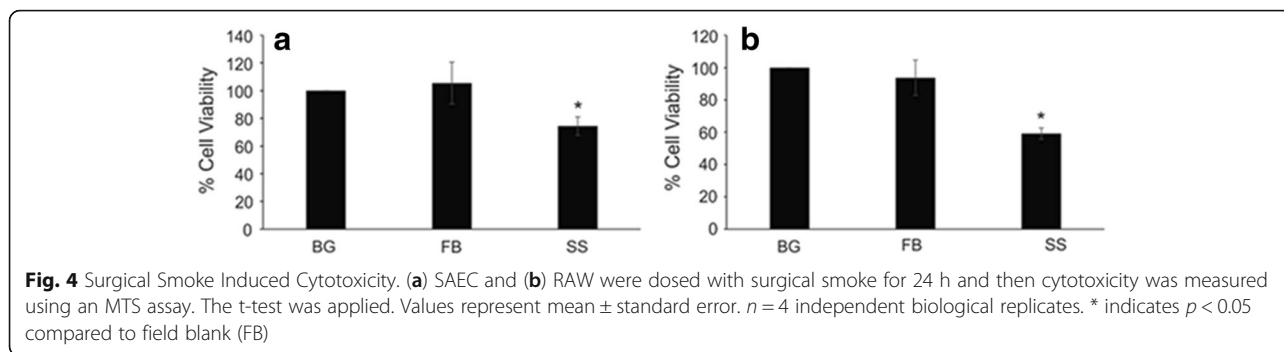 a
% Cell Viability
140
120
100
80
60
40
20
0
*
BG FB SS
b
% Cell Viability
120
100
80
60
40
20
0
*
BG FB SS
Fig. 4 Surgical Smoke Induced Cytotoxicity. (a) SAEC and (b) RAW were dosed with surgical smoke for 24 h and then cytotoxicity was measured
using an MTS assay. The t-test was applied. Values represent mean ± standard error. n = 4 independent biological replicates. * indicates p < 0.05
compared to field blank (FB)